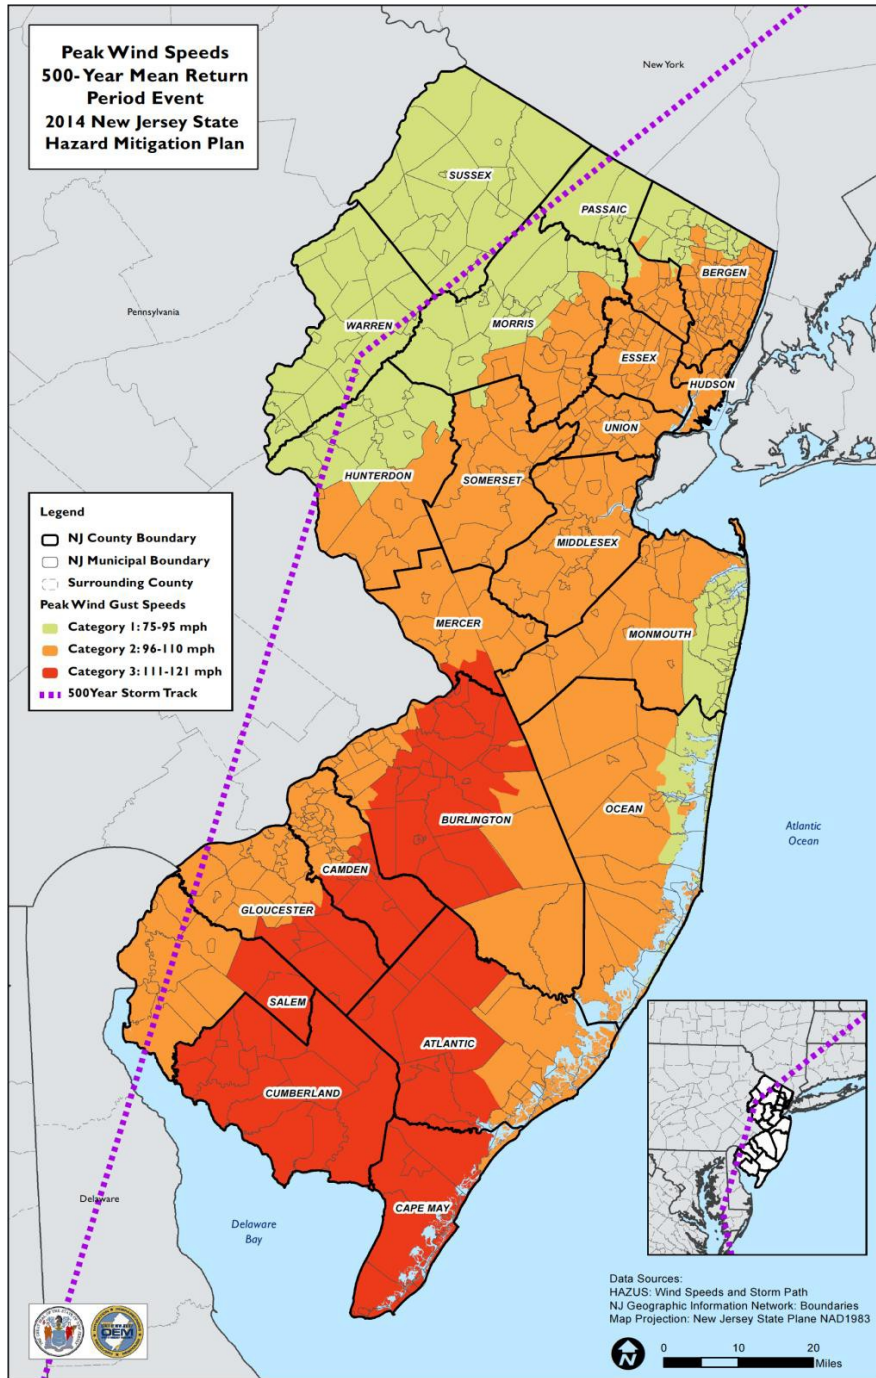 Peak Wind Speeds
500-Year Mean Return
Period Event
2014 New Jersey State
Hazard Mitigation Plan
New York
SUSSEX
PASSAIC
BERGEN
Pennsylvania
WARREN
MORRIS
ESSEX
HUDSON
UNION
HUNTERDON
SOMERSET
Legend
NJ County Boundary
NJ Municipal Boundary
Surrounding County
Peak Wind Gust Speeds
Category 1: 75-95 mph
Category 2: 96-110 mph
Category 3: 111-121 mph
500Year Storm Track
MIDDLESEX
MERCER
MONMOUTH
OCEAN
BURLINGTON
Atlantic
Ocean
CAMDEN
GLOUCESTER
SALEM
ATLANTIC
CUMBERLAND
CAPE MAY
Delaware
Delaware
Bay
OEM
Data Sources:
HAZUS: Wind Speeds and Storm Path
NJ Geographic Information Network: Boundaries
Map Projection: New Jersey State Plane NAD1983
N
0 10 20
Miles